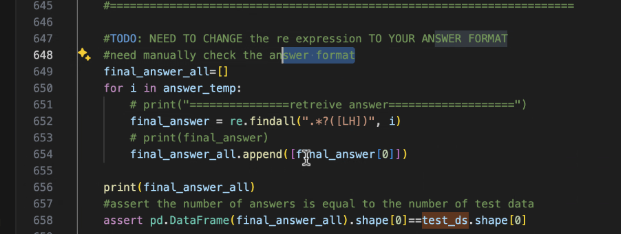 645 #==========================================================================
646
647 #TODO: NEED TO CHANGE the re expression TO YOUR ANSWER FORMAT
648 #need manually check the answer format
649 final_answer_all=[]
650 for i in answer_temp:
651 # print("===============retreive answer===================")
652 final_answer = re.findall(".*?([LH])", i)
653 # print(final_answer)
654 final_answer_all.append([final_answer[0]])
655
656 print(final_answer_all)
657 #assert the number of answers is equal to the number of test data
658 assert pd.DataFrame(final_answer_all).shape[0]==test_ds.shape[0]